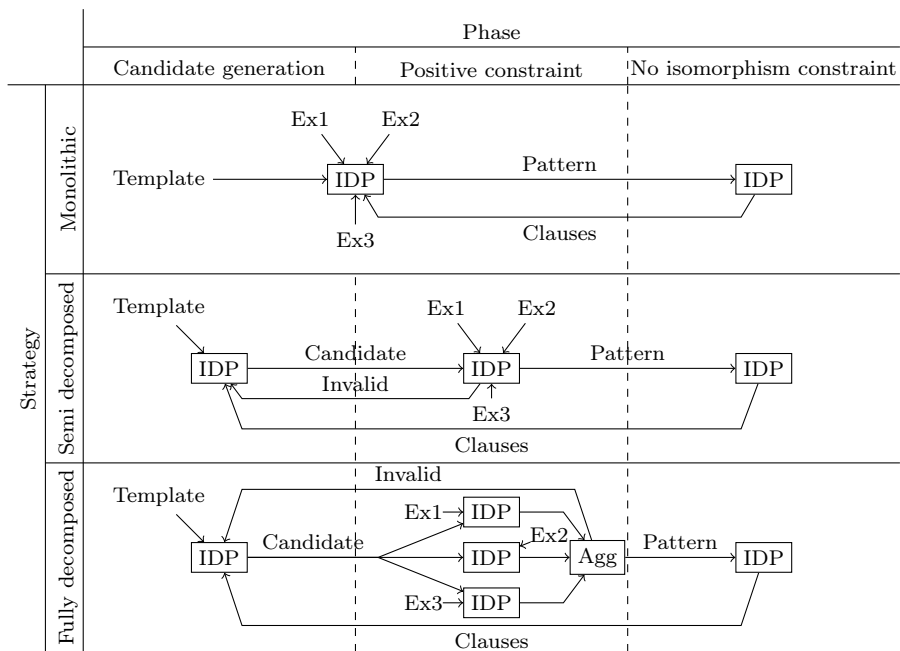 Phase
Candidate generation
Positive constraint
No isomorphism constraint
Strategy
Monolithic
Ex1
Ex2
Template
IDP
Pattern
IDP
Ex3
Clauses
Semi decomposed
Template
Ex1
Ex2
IDP
Candidate
IDP
Pattern
IDP
Invalid
Ex3
Clauses
Fully decomposed
Invalid
Template
Ex1
IDP
Ex2
IDP
Candidate
IDP
Agg
Pattern
IDP
Ex3
IDP
Clauses